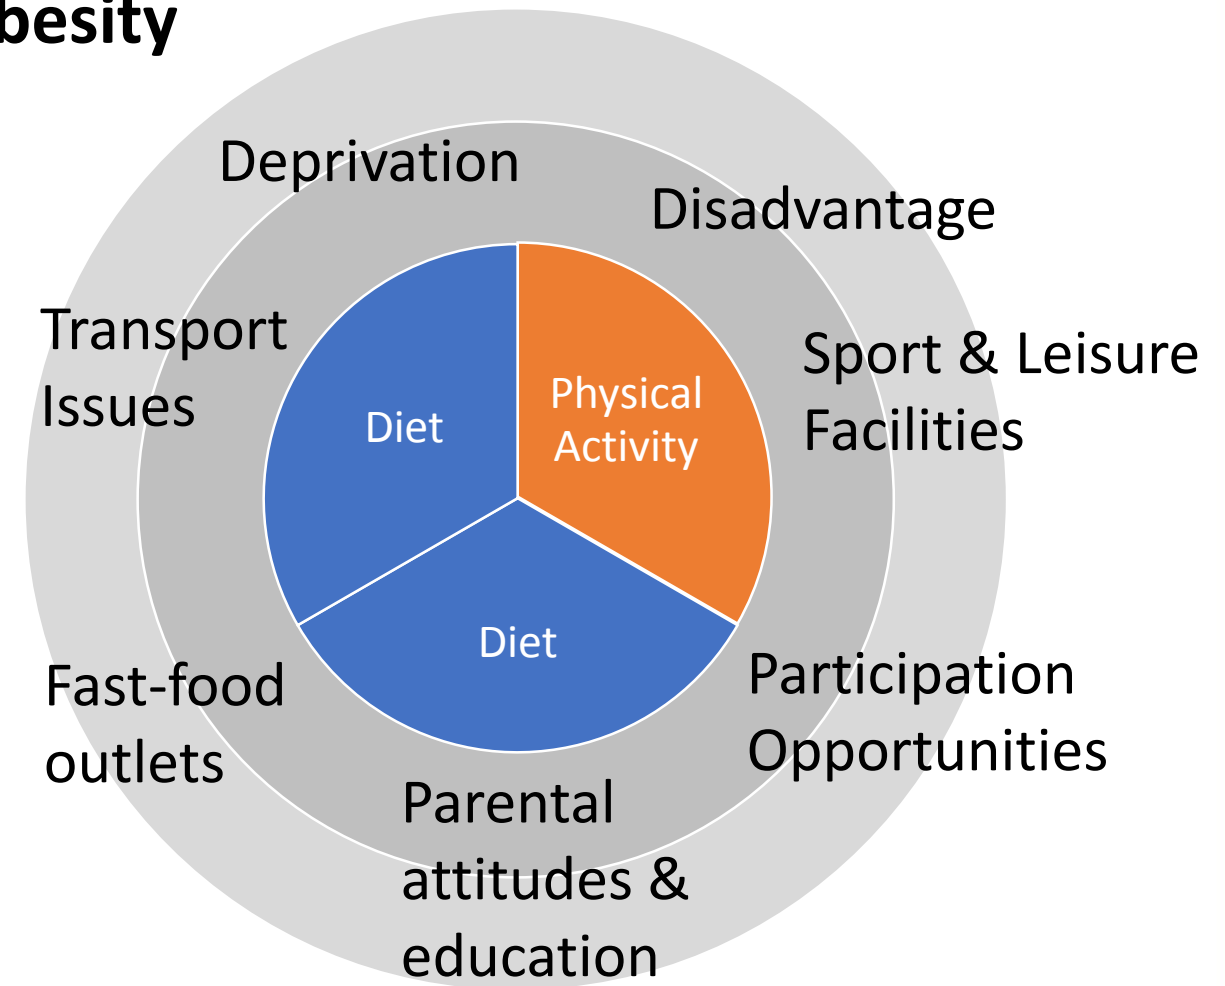 besity
Deprivation
Disadvantage
Transport
Issues
Sport & Leisure
Facilities
Physical
Activity
Diet
Diet
Fast-food
outlets
Participation
Opportunities
Parental
attitudes &
education